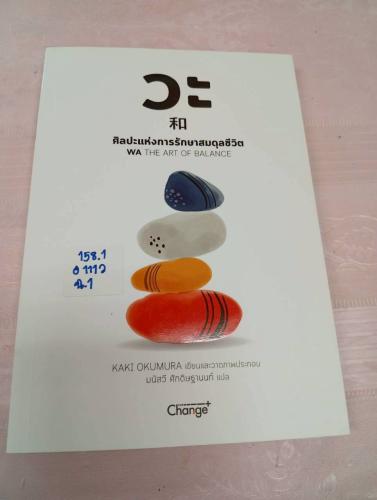 วะ
和
ศิลปะแห่งการรักษาสมดุลชีวิต
WA THE ART OF BALANCE
158.1
อ 1112
ฉ.1
KAKI OKUMURA เขียนและวาดภาพประกอบ
มนัสวี ศักดิษฐานนท์ แปล
Change+